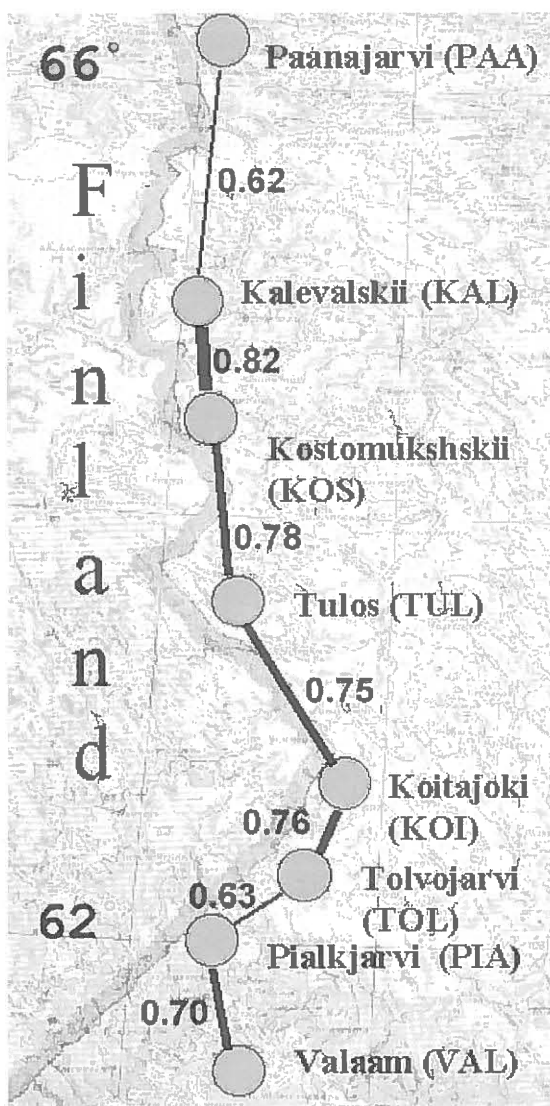 66°
Paanajarvi (PAA)
0.62
Kalevalskii (KAL)
0.82
Kostomukshskii
(KOS)
0.78
Tulos (TUL)
0.75
Koitajoki
(KOI)
0.76
Tolvojarvi
(TOL)
0.63
62
Pialkjarvi (PIA)
0.70
Valaam (VAL)
Finland